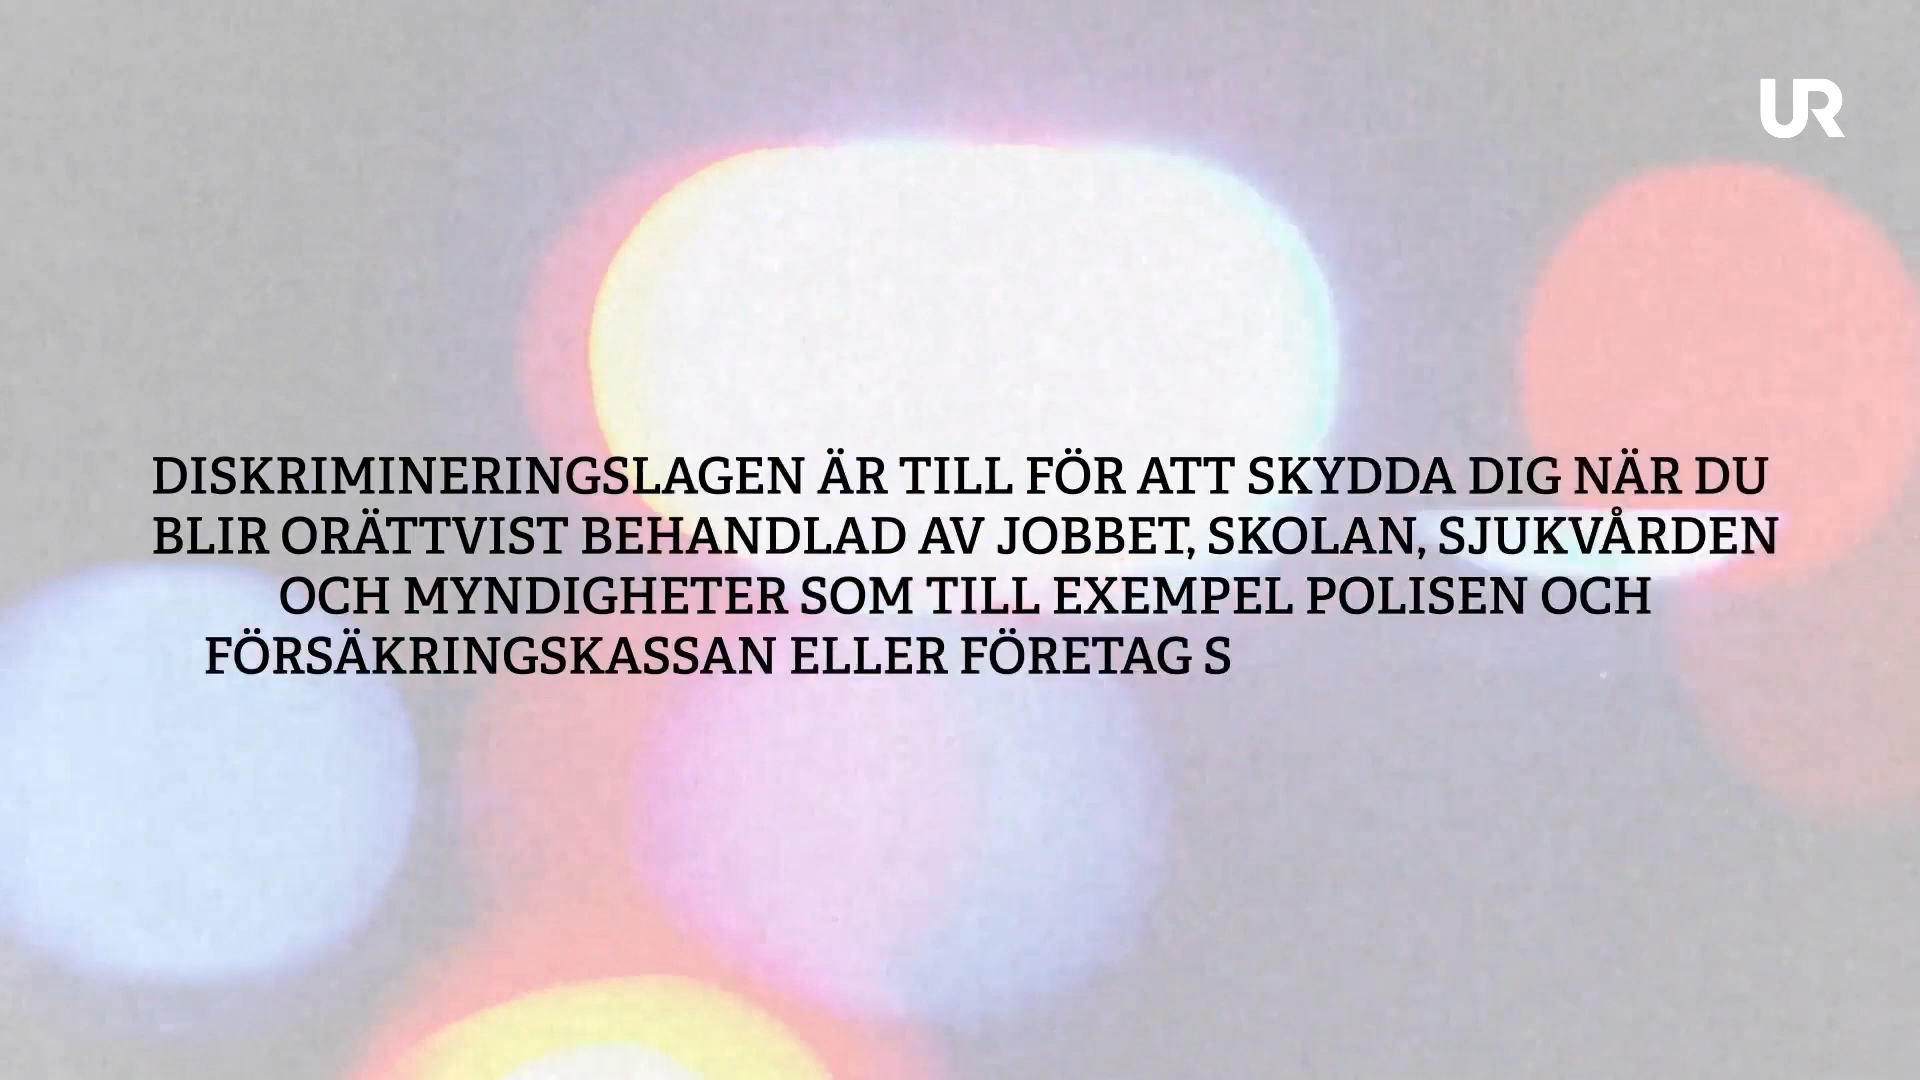 UR
DISKRIMINERINGSLAGEN ÄR TILL FÖR ATT SKYDDA DIG NÄR DU
BLIR ORÄTTVIST BEHANDLAD AV JOBBET, SKOLAN, SJUKVÅRDEN
OCH MYNDIGHETER SOM TILL EXEMPEL POLISEN OCH
FÖRSÄKRINGSKASSAN ELLER FÖRETAG S